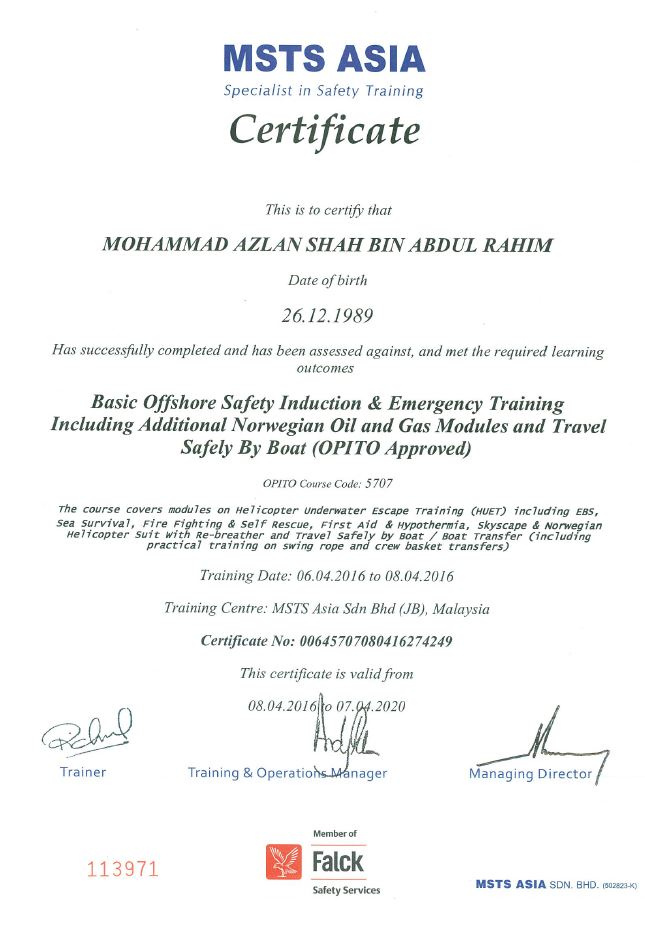 MSTS ASIA
Specialist in Safety Training
Certificate
This is to certify that
MOHAMMAD AZLAN SHAH BIN ABDUL RAHIM
Date of birth
26.12.1989
Has successfully completed and has been assessed against, and met the required learning
outcomes
Basic Offshore Safety Induction & Emergency Training
Including Additional Norwegian Oil and Gas Modules and Travel
Safely By Boat (OPITO Approved)
OPITO Course Code: 5707
The course covers modules on Helicopter Underwater Escape Training (HUET) including EBS,
Sea Survival, Fire Fighting & Self Rescue, First Aid & Hypothermia, Skyscape & Norwegian
Helicopter Suit With Re-breather and Travel Safely by Boat / Boat Transfer (including
practical training on swing rope and crew basket transfers)
Training Date: 06.04.2016 to 08.04.2016
Training Centre: MSTS Asia Sdn Bhd (JB), Malaysia
Certificate No: 00645707080416274249
This certificate is valid from
08.04.2016 to 07.04.2020
Trainer
Training & Operations Manager
Managing Director
113971
Member of
Falck
Safety Services
MSTS ASIA SDN. BHD. (502823-K)